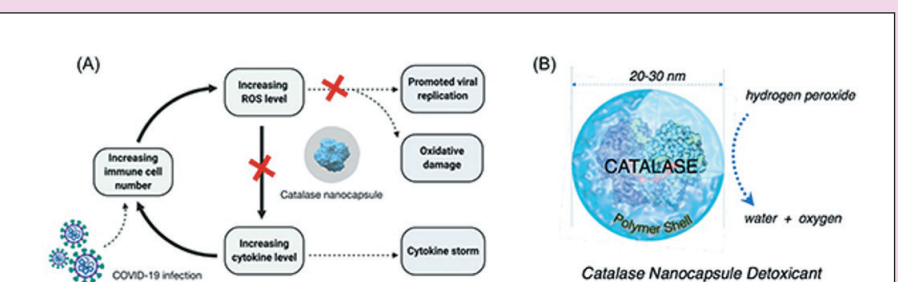 (A)
Increasing
ROS level
Promoted viral
replication
Oxidative
damage
Increasing
immune cell
number
Catalase nanocapsule
Increasing
cytokine level
Cytokine storm
COVID-19 infection
(B)
20-30 nm
hydrogen peroxide
CATALASE
Polymer Shell
water + oxygen
Catalase Nanocapsule Detoxicant